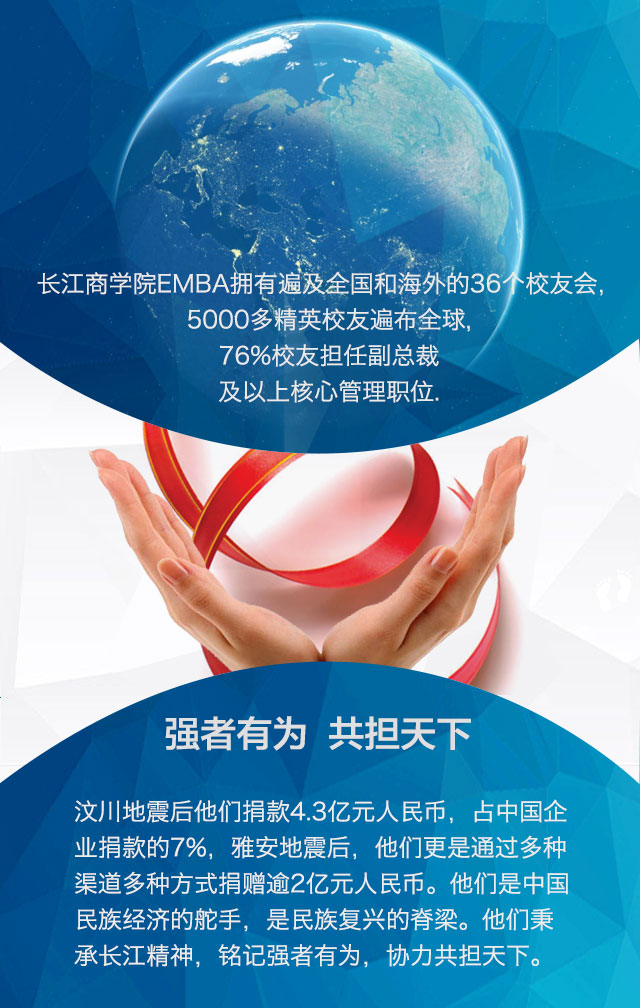 长江商学院EMBA拥有遍及全国和海外的36个校友会,
5000多精英校友遍布全球,
76%校友担任副总裁
及以上核心管理职位.
强者有为 共担天下
汶川地震后他们捐款4.3亿元人民币，占中国企
业捐款的7%，雅安地震后，他们更是通过多种
渠道多种方式捐赠逾2亿元人民币。他们是中国
民族经济的舵手，是民族复兴的脊梁。他们秉
承长江精神，铭记强者有为，协力共担天下。